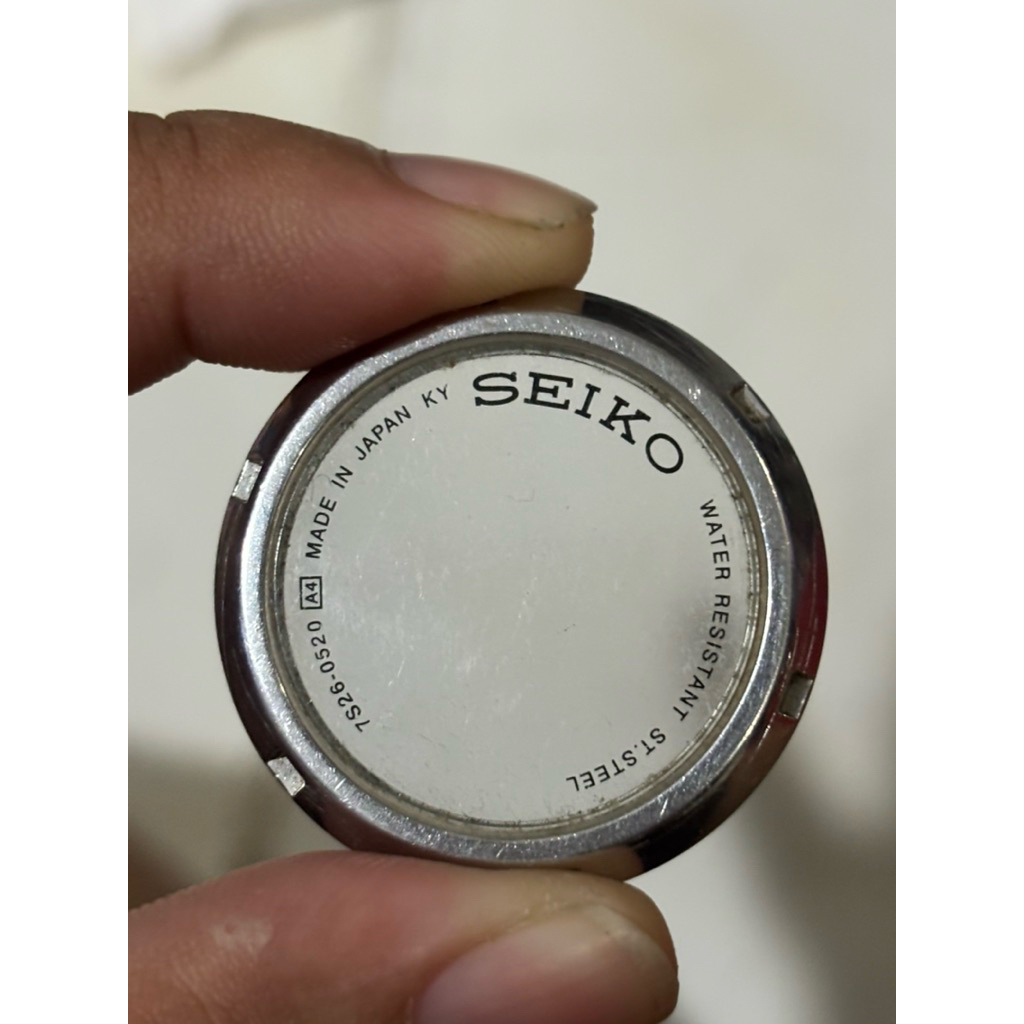 SEIKO
WATER RESISTANT ST.STEEL
7S26-0520 A4 MADE IN JAPAN KY